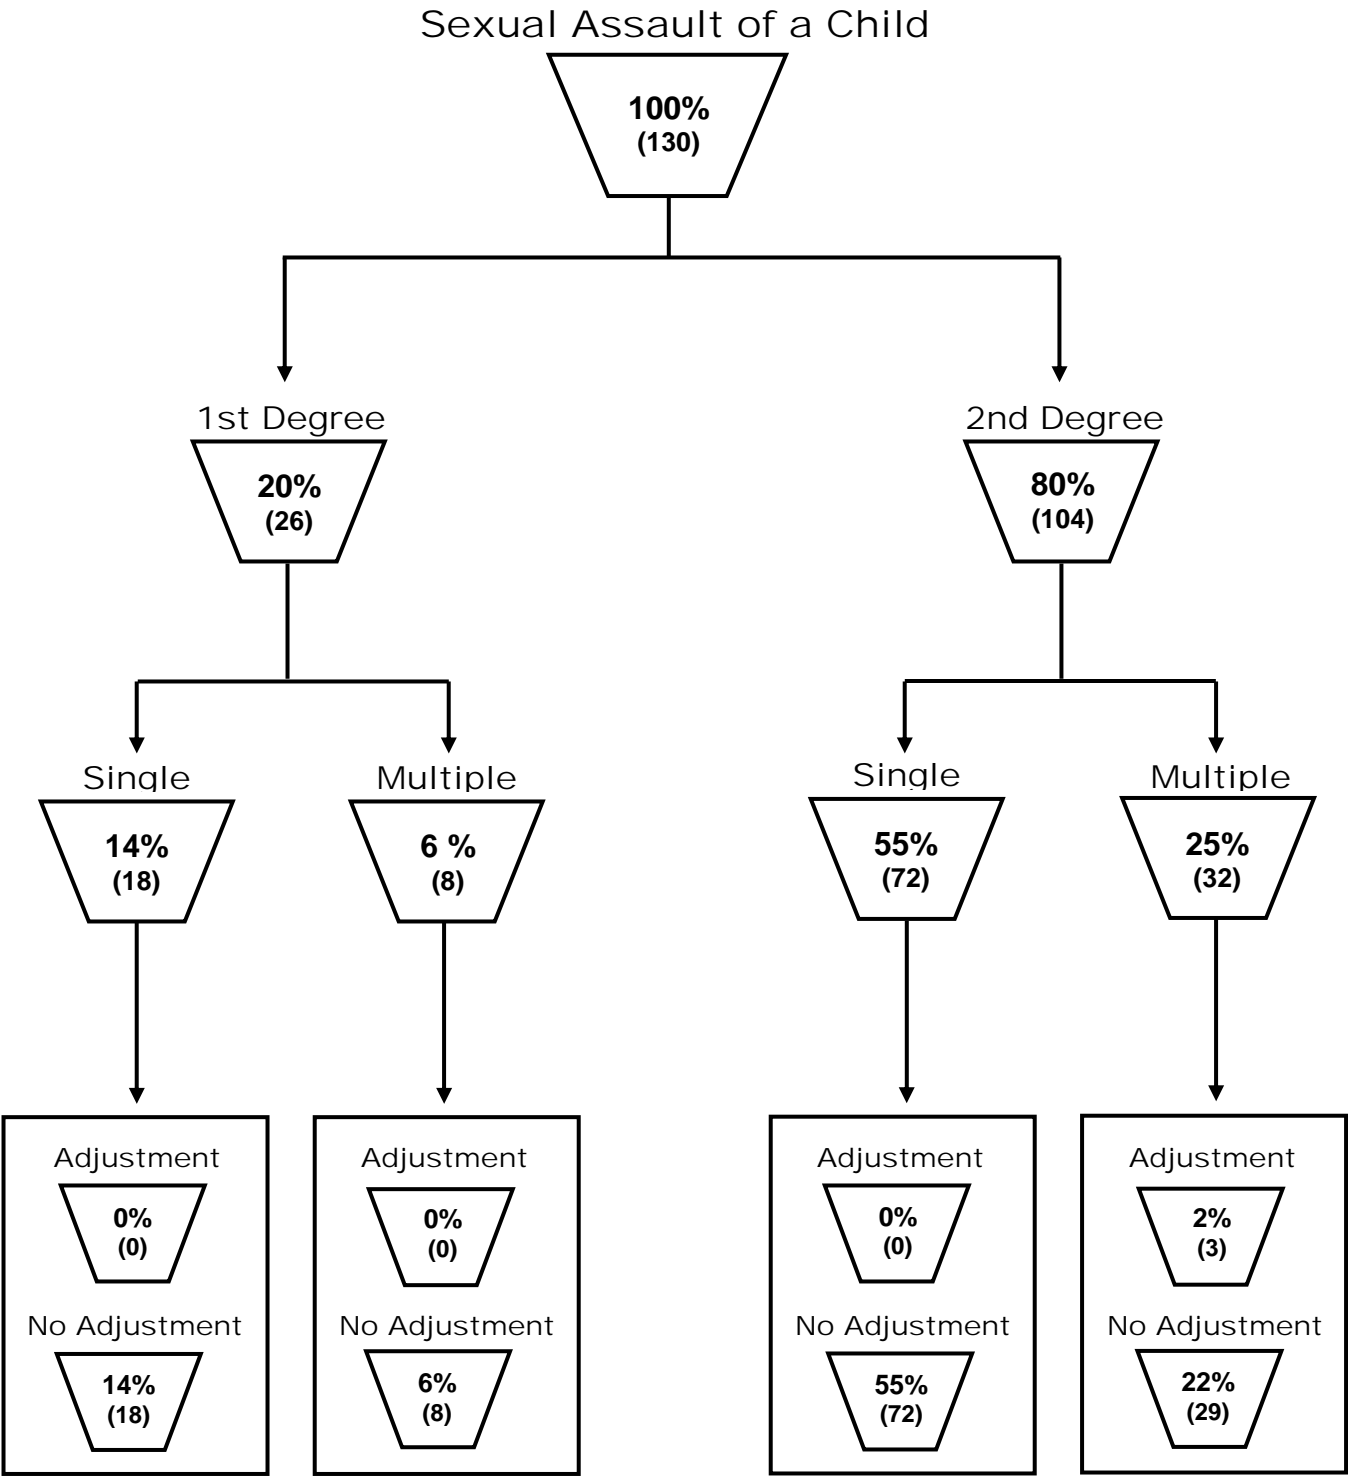 Sexual Assault of a Child
100%
(130)
1st Degree
20%
(26)
2nd Degree
80%
(104)
Single
14%
(18)
Multiple
6 %
(8)
Single
55%
(72)
Multiple
25%
(32)
Adjustment
0%
(0)
No Adjustment
14%
(18)
Adjustment
0%
(0)
No Adjustment
6%
(8)
Adjustment
0%
(0)
No Adjustment
55%
(72)
Adjustment
2%
(3)
No Adjustment
22%
(29)